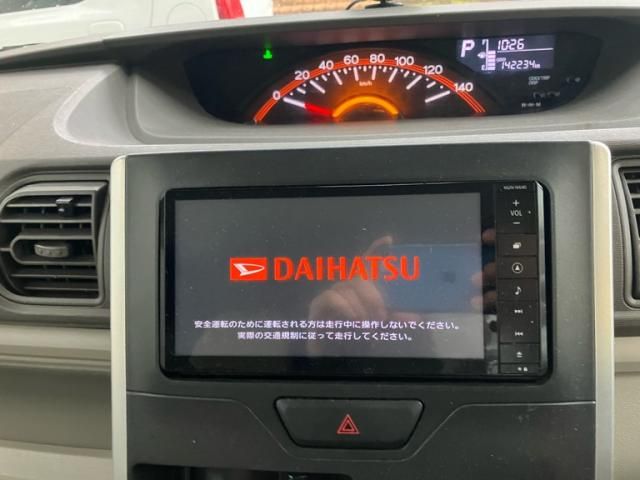 P 10:26
ODO 142234km
0 20 40 60 80 100 120 140
km/h
VOL
DAIHATSU
安全運転のために運転される方は走行中に操作しないでください。
実際の交通規制に従って走行してください。